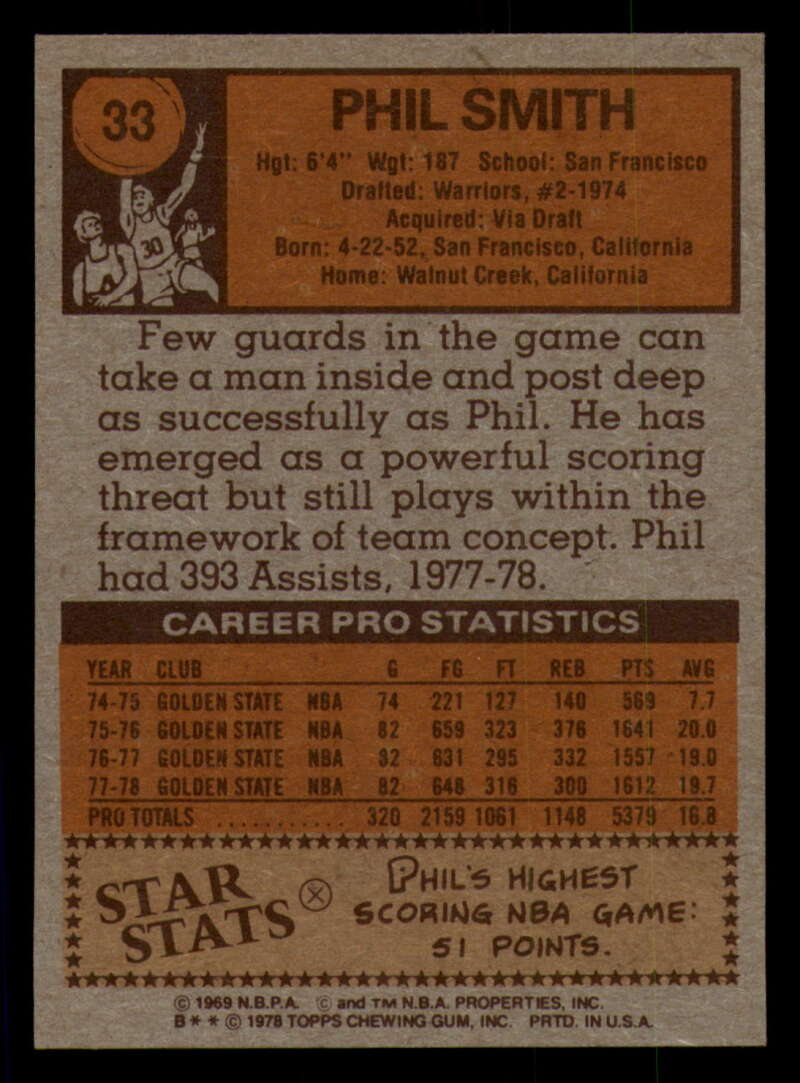 33
PHIL SMITH
Hgt: 6'4" Wgt: 187 School: San Francisco
Drafted: Warriors, #2-1974
Acquired: Via Draft
Born: 4-22-52, San Francisco, California
Home: Walnut Creek, California
30
Few guards in the game can
take a man inside and post deep
as successfully as Phil. He has
emerged as a powerful scoring
threat but still plays within the
framework of team concept. Phil
had 393 Assists, 1977-78.
CAREER PRO STATISTICS
YEAR CLUB G FG FT REB PTS AVG
74-75 GOLDEN STATE NBA 74 221 127 140 569 7.7
75-76 GOLDEN STATE NBA 82 659 323 376 1641 20.0
76-77 GOLDEN STATE NBA 82 631 295 332 1557 19.0
77-78 GOLDEN STATE NBA 82 648 316 300 1612 19.7
PRO TOTALS ........... 320 2159 1061 1148 5379 16.8
STAR
STATS
PHIL'S HIGHEST
SCORING NBA GAME:
51 POINTS.
© 1969 N.B.P.A. © and TM N.B.A. PROPERTIES, INC.
B * * © 1978 TOPPS CHEWING GUM, INC. PRTD. IN U.S.A.